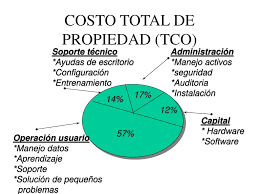 COSTO TOTAL DE
PROPIEDAD (TCO)
Soporte técnico
*Ayudas de escritorio
*Configuración
*Entrenamiento
Administración
*Manejo activos
*seguridad
*Auditoria
*Instalación
14%
17%
12%
57%
Capital
* Hardware
*Software
Operación usuario
*Manejo datos
*Aprendizaje
*Soporte
*Solución de pequeños
problemas